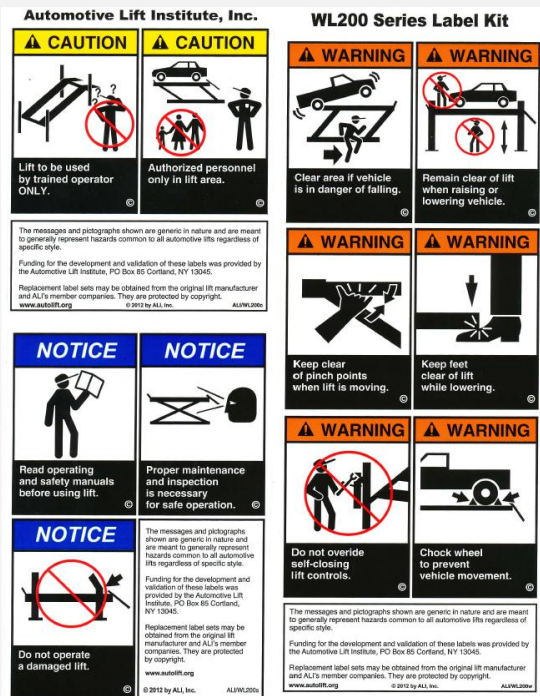 Automotive Lift Institute, Inc.
WL200 Series Label Kit
CAUTION
Lift to be used
by trained operator
ONLY.
©
CAUTION
Authorized personnel
only in lift area.
©
The messages and pictographs shown are generic in nature and are meant
to generally represent hazards common to all automotive lifts regardless of
specific style.
Funding for the development and validation of these labels was provided by
the Automotive Lift Institute, PO Box 85 Cortland, NY 13045.
Replacement label sets may be obtained from the original lift manufacturer
and ALI's member companies. They are protected by copyright.
www.autolift.org © 2012 by ALI, Inc. ALI/WL200c
NOTICE
Read operating
and safety manuals
before using lift.
©
NOTICE
Proper maintenance
and inspection
is necessary
for safe operation.
©
NOTICE
Do not operate
a damaged lift.
©
The messages and pictographs
shown are generic in nature and
are meant to generally represent
hazards common to all automotive
lifts regardless of specific style.
Funding for the development and
validation of these labels was
provided by the Automotive Lift
Institute, PO Box 85 Cortland,
NY 13045.
Replacement label sets may be
obtained from the original lift
manufacturer and ALI's member
companies. They are protected
by copyright.
www.autolift.org
© 2012 by ALI, Inc. ALI/WL200s
WARNING
Clear area if vehicle
is in danger of falling.
©
WARNING
Remain clear of lift
when raising or
lowering vehicle.
©
WARNING
Keep clear
of pinch points
when lift is moving.
©
WARNING
Keep feet
clear of lift
while lowering.
©
WARNING
Do not overide
self-closing
lift controls.
©
WARNING
Chock wheel
to prevent
vehicle movement.
©
The messages and pictographs shown are generic in nature and are meant
to generally represent hazards common to all automotive lifts regardless of
specific style.
Funding for the development and validation of these labels was provided by
the Automotive Lift Institute, PO Box 85 Cortland, NY 13045.
Replacement label sets may be obtained from the original lift manufacturer
and ALI's member companies. They are protected by copyright.
www.autolift.org © 2012 by ALI, Inc. ALI/WL200w